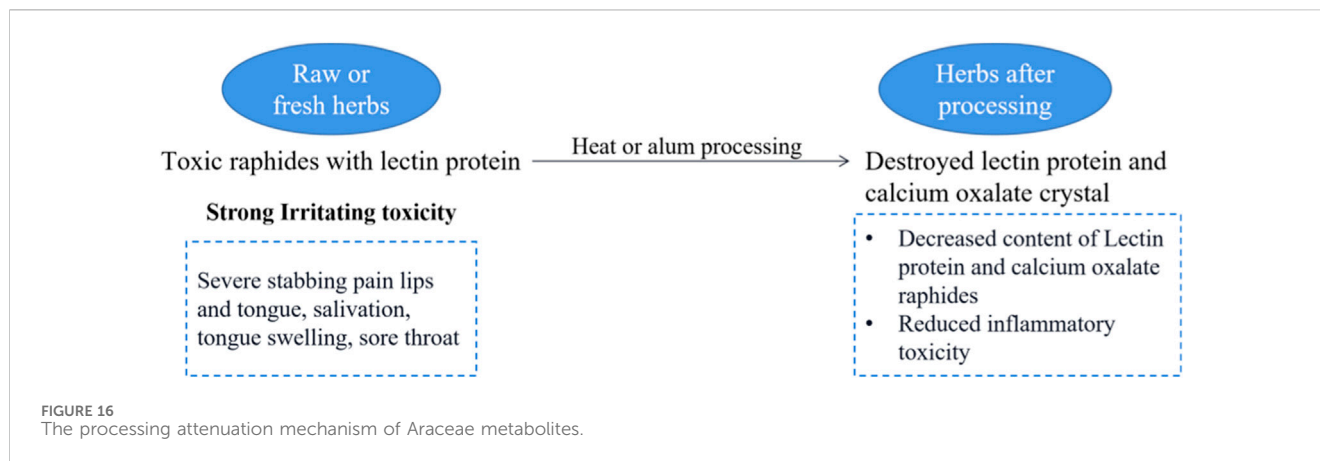 Raw or
fresh herbs
Toxic raphides with lectin protein
Strong Irritating toxicity
Severe stabbing pain lips
and tongue, salivation,
tongue swelling, sore throat
Heat or alum processing
Herbs after
processing
Destroyed lectin protein and
calcium oxalate crystal
• Decreased content of Lectin
protein and calcium oxalate
raphides
• Reduced inflammatory
toxicity
FIGURE 16
The processing attenuation mechanism of Araceae metabolites.